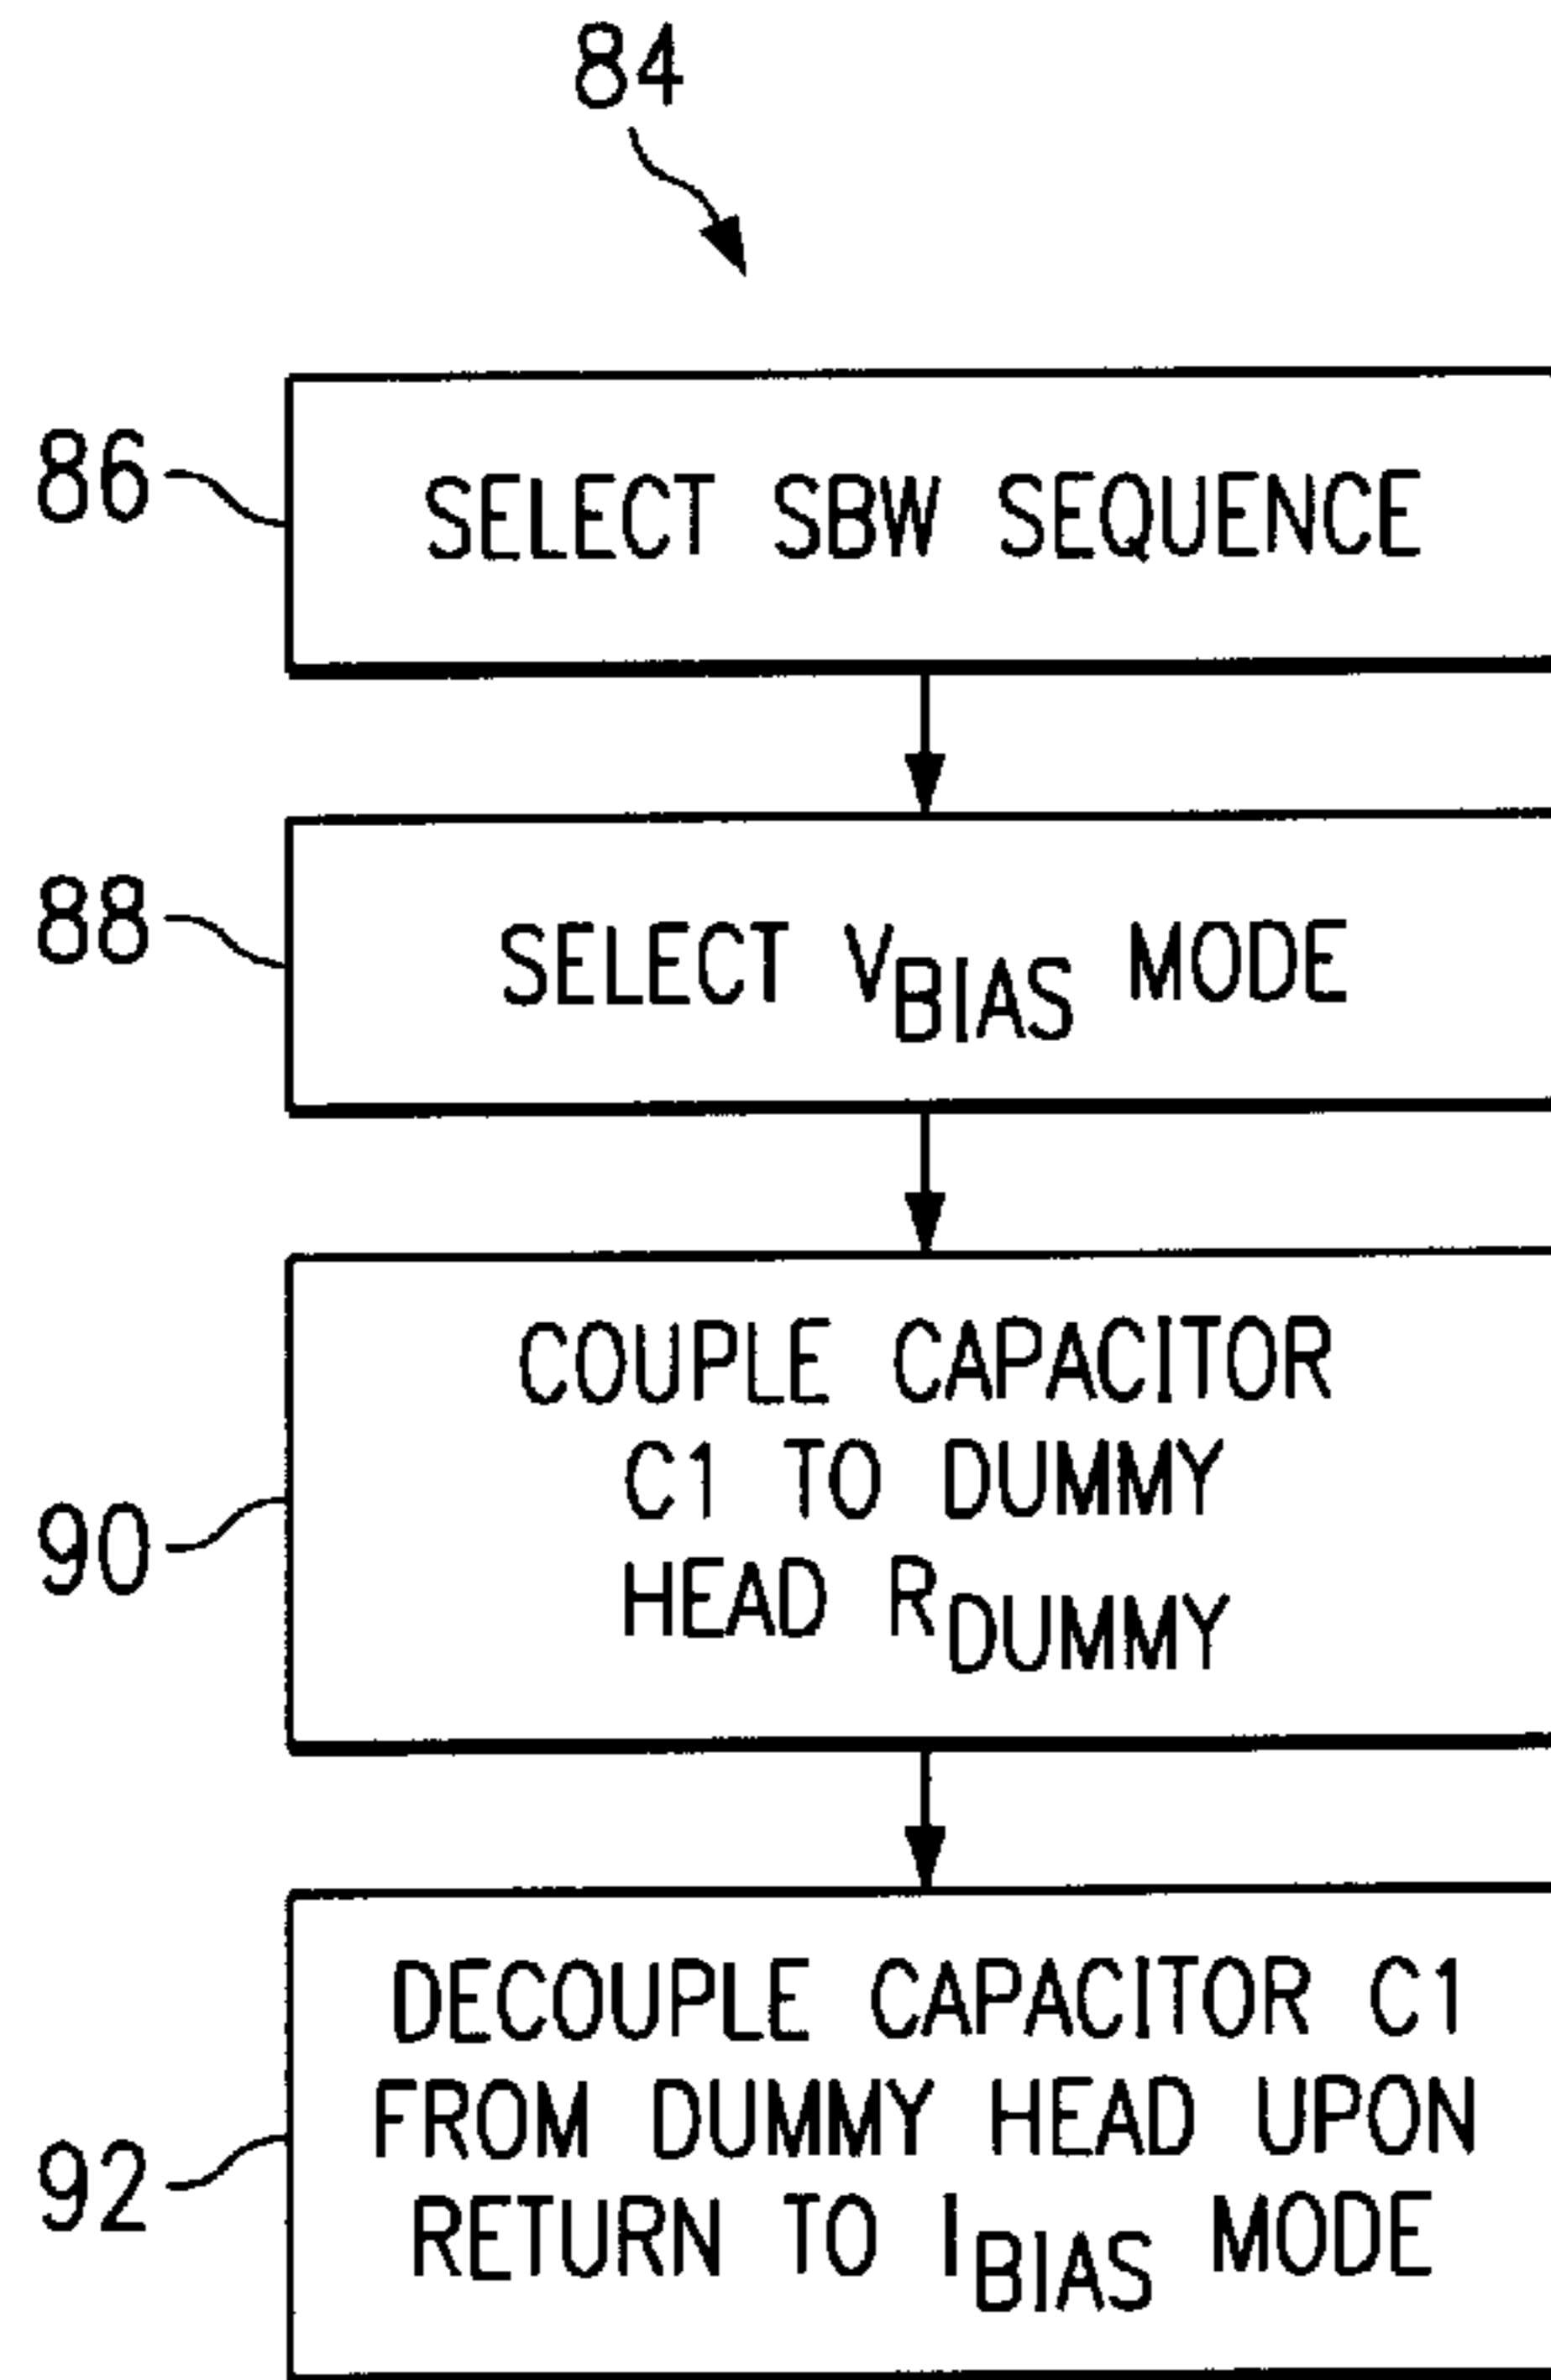 84
86
SELECT SBW SEQUENCE
88
SELECT VBIAS MODE
90
COUPLE CAPACITOR
C1 TO DUMMY
HEAD RDUMMY
92
DECOUPLE CAPACITOR C1
FROM DUMMY HEAD UPON
RETURN TO IBIAS MODE